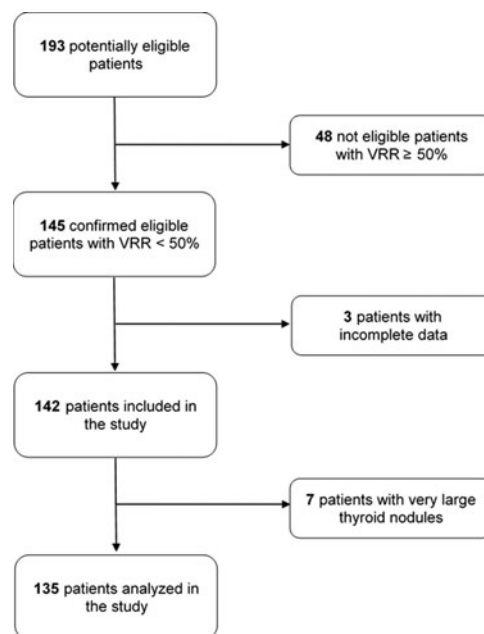 193 potentially eligible
patients
48 not eligible patients
with VRR ≥ 50%
145 confirmed eligible
patients with VRR < 50%
3 patients with
incomplete data
142 patients included in
the study
7 patients with very large
thyroid nodules
135 patients analyzed in
the study